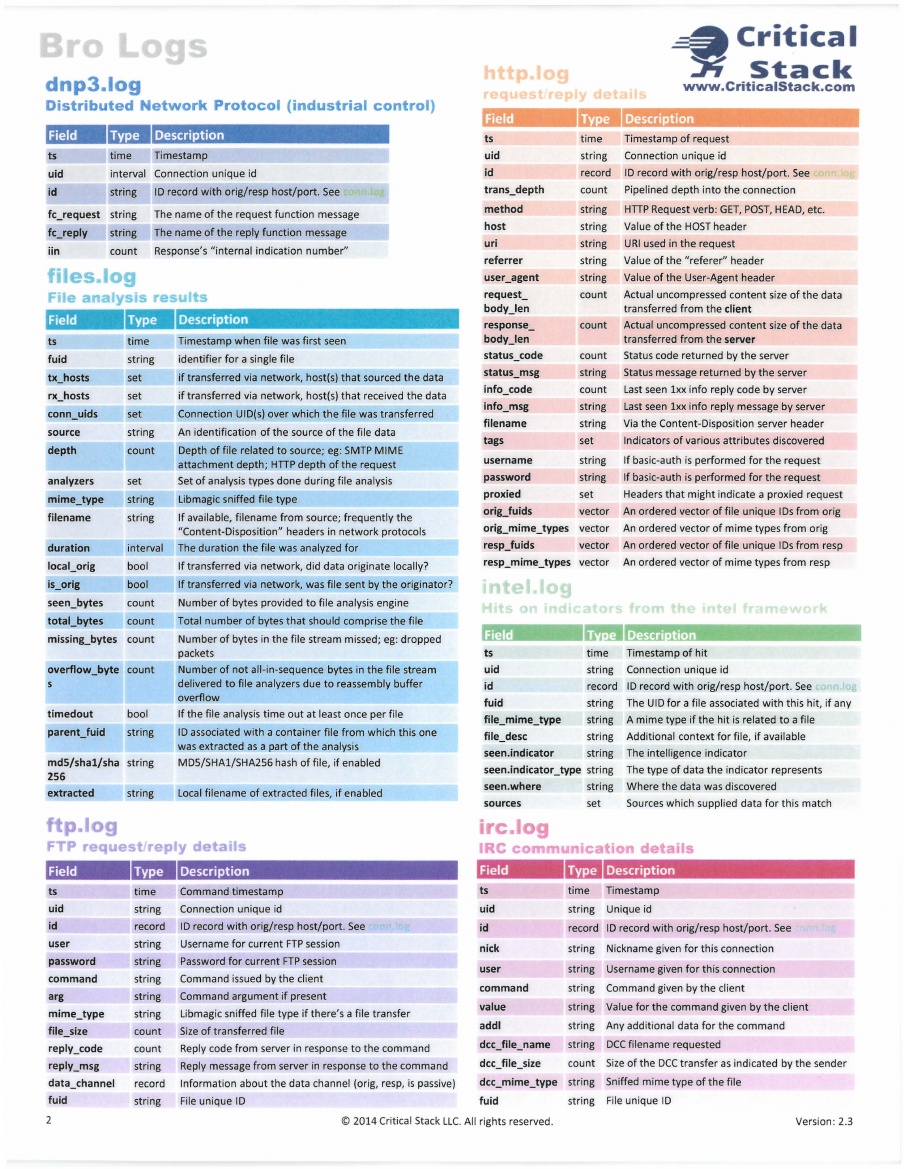 Bro Logs
Critical
Stack
www.CriticalStack.com
dnp3.log
Distributed Network Protocol (industrial control)
Field Type Description
ts time Timestamp
uid interval Connection unique id
id string ID record with orig/resp host/port. See conn.log
fc_request string The name of the request function message
fc_reply string The name of the reply function message
iin count Response's "internal indication number"
files.log
File analysis results
Field Type Description
ts time Timestamp when file was first seen
fuid string identifier for a single file
tx_hosts set if transferred via network, host(s) that sourced the data
rx_hosts set if transferred via network, host(s) that received the data
conn_uids set Connection UID(s) over which the file was transferred
source string An identification of the source of the file data
depth count Depth of file related to source; eg: SMTP MIME
attachment depth; HTTP depth of the request
analyzers set Set of analysis types done during file analysis
mime_type string Libmagic sniffed file type
filename string If available, filename from source; frequently the
"Content-Disposition" headers in network protocols
duration interval The duration the file was analyzed for
local_orig bool If transferred via network, did data originate locally?
is_orig bool If transferred via network, was file sent by the originator?
seen_bytes count Number of bytes provided to file analysis engine
total_bytes count Total number of bytes that should comprise the file
missing_bytes count Number of bytes in the file stream missed; eg: dropped
packets
overflow_byte count Number of not all-in-sequence bytes in the file stream
s delivered to file analyzers due to reassembly buffer
overflow
timedout bool If the file analysis time out at least once per file
parent_fuid string ID associated with a container file from which this one
was extracted as a part of the analysis
md5/sha1/sha string MD5/SHA1/SHA256 hash of file, if enabled
256
extracted string Local filename of extracted files, if enabled
ftp.log
FTP request/reply details
Field Type Description
ts time Command timestamp
uid string Connection unique id
id record ID record with orig/resp host/port. See conn.log
user string Username for current FTP session
password string Password for current FTP session
command string Command issued by the client
arg string Command argument if present
mime_type string Libmagic sniffed file type if there's a file transfer
file_size count Size of transferred file
reply_code count Reply code from server in response to the command
reply_msg string Reply message from server in response to the command
data_channel record Information about the data channel (orig, resp, is passive)
fuid string File unique ID
http.log
request/reply details
Field Type Description
ts time Timestamp of request
uid string Connection unique id
id record ID record with orig/resp host/port. See conn.log
trans_depth count Pipelined depth into the connection
method string HTTP Request verb: GET, POST, HEAD, etc.
host string Value of the HOST header
uri string URI used in the request
referrer string Value of the "referer" header
user_agent string Value of the User-Agent header
request_ count Actual uncompressed content size of the data
body_len transferred from the client
response_ count Actual uncompressed content size of the data
body_len transferred from the server
status_code count Status code returned by the server
status_msg string Status message returned by the server
info_code count Last seen 1xx info reply code by server
info_msg string Last seen 1xx info reply message by server
filename string Via the Content-Disposition server header
tags set Indicators of various attributes discovered
username string If basic-auth is performed for the request
password string If basic-auth is performed for the request
proxied set Headers that might indicate a proxied request
orig_fuids vector An ordered vector of file unique IDs from orig
orig_mime_types vector An ordered vector of mime types from orig
resp_fuids vector An ordered vector of file unique IDs from resp
resp_mime_types vector An ordered vector of mime types from resp
intel.log
Hits on indicators from the intel framework
Field Type Description
ts time Timestamp of hit
uid string Connection unique id
id record ID record with orig/resp host/port. See conn.log
fuid string The UID for a file associated with this hit, if any
file_mime_type string A mime type if the hit is related to a file
file_desc string Additional context for file, if available
seen.indicator string The intelligence indicator
seen.indicator_type string The type of data the indicator represents
seen.where string Where the data was discovered
sources set Sources which supplied data for this match
irc.log
IRC communication details
Field Type Description
ts time Timestamp
uid string Unique id
id record ID record with orig/resp host/port. See conn.log
nick string Nickname given for this connection
user string Username given for this connection
command string Command given by the client
value string Value for the command given by the client
addl string Any additional data for the command
dcc_file_name string DCC filename requested
dcc_file_size count Size of the DCC transfer as indicated by the sender
dcc_mime_type string Sniffed mime type of the file
fuid string File unique ID
2 © 2014 Critical Stack LLC. All rights reserved. Version: 2.3